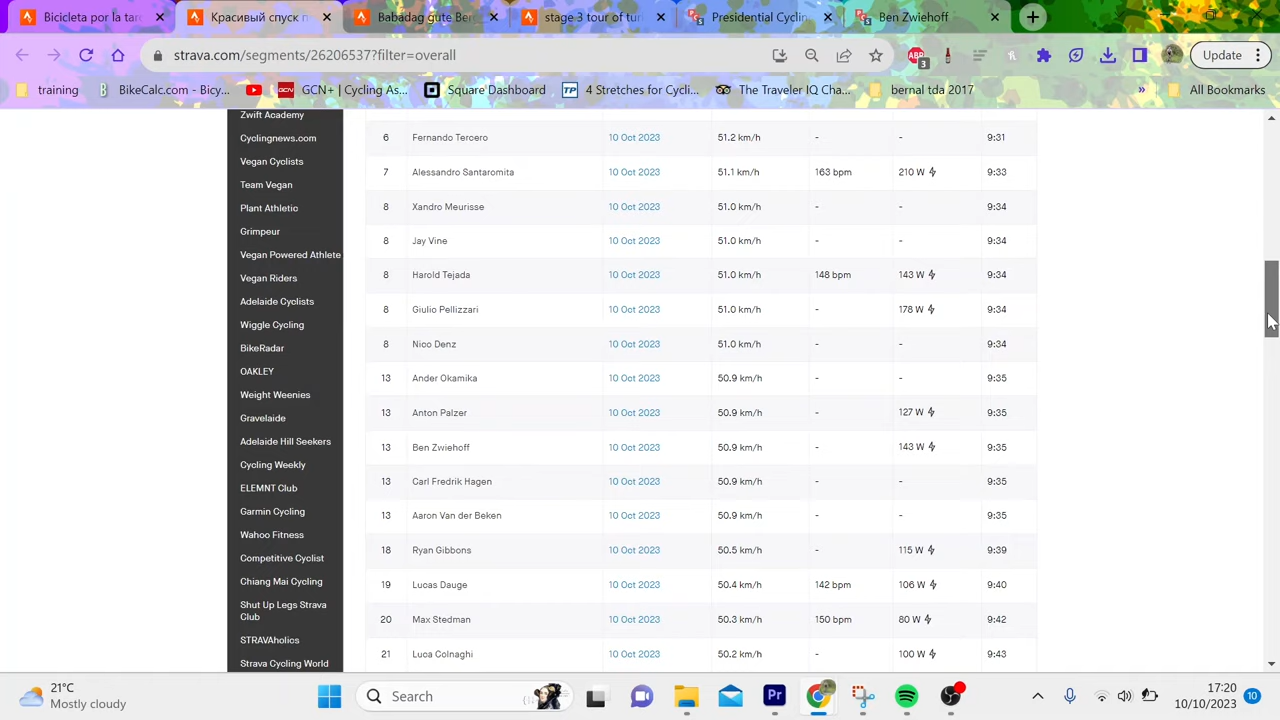 Bicicleta por la tar
Красивый спуск п
Babadag gute Ber
stage 3 tour of tur
Presidential Cyclin
Ben Zwiehoff
strava.com/segments/26206537?filter=overall
ABP 3
Update
training
BikeCalc.com - Bicy...
GCN+ | Cycling As...
Square Dashboard
TP 4 Stretches for Cyclin...
The Traveler IQ Cha...
bernal tda 2017
»
All Bookmarks
Zwift Academy
Cyclingnews.com
Vegan Cyclists
Team Vegan
Plant Athletic
Grimpeur
Vegan Powered Athlete
Vegan Riders
Adelaide Cyclists
Wiggle Cycling
BikeRadar
OAKLEY
Weight Weenies
Gravelaide
Adelaide Hill Seekers
Cycling Weekly
ELEMNT Club
Garmin Cycling
Wahoo Fitness
Competitive Cyclist
Chiang Mai Cycling
Shut Up Legs Strava
Club
STRAVAholics
Strava Cycling World
6 Fernando Tercero 10 Oct 2023 51.2 km/h - - 9:31
7 Alessandro Santaromita 10 Oct 2023 51.1 km/h 163 bpm 210 W 9:33
8 Xandro Meurisse 10 Oct 2023 51.0 km/h - - 9:34
8 Jay Vine 10 Oct 2023 51.0 km/h - - 9:34
8 Harold Tejada 10 Oct 2023 51.0 km/h 148 bpm 143 W 9:34
8 Giulio Pellizzari 10 Oct 2023 51.0 km/h - 178 W 9:34
8 Nico Denz 10 Oct 2023 51.0 km/h - - 9:34
13 Ander Okamika 10 Oct 2023 50.9 km/h - - 9:35
13 Anton Palzer 10 Oct 2023 50.9 km/h - 127 W 9:35
13 Ben Zwiehoff 10 Oct 2023 50.9 km/h - 143 W 9:35
13 Carl Fredrik Hagen 10 Oct 2023 50.9 km/h - - 9:35
13 Aaron Van der Beken 10 Oct 2023 50.9 km/h - - 9:35
18 Ryan Gibbons 10 Oct 2023 50.5 km/h - 115 W 9:39
19 Lucas Dauge 10 Oct 2023 50.4 km/h 142 bpm 106 W 9:40
20 Max Stedman 10 Oct 2023 50.3 km/h 150 bpm 80 W 9:42
21 Luca Colnaghi 10 Oct 2023 50.2 km/h - 100 W 9:43
21°C
Mostly cloudy
Search
Pr
17:20
10/10/2023
10